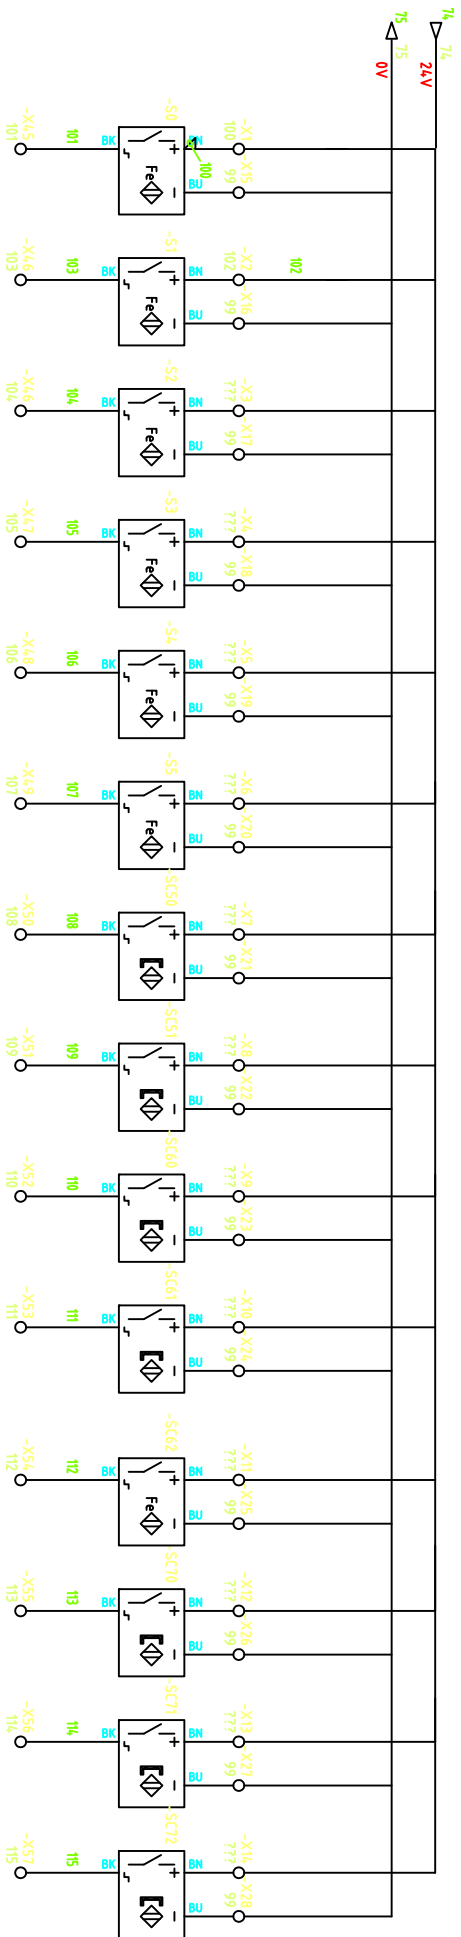 74
74
75
75
24V
0V
-S0
-X1
100
-X15
99
BN
BU
100
Fe
BK
101
-X45
101
-S1
-X2
102
-X16
99
102
BN
BU
Fe
BK
103
-X46
103
-S2
-X3
???
-X17
99
BN
BU
Fe
BK
104
-X46
104
-S3
-X4
???
-X18
99
BN
BU
Fe
BK
105
-X47
105
-S4
-X5
???
-X19
99
BN
BU
Fe
BK
106
-X48
106
-S5
-X6
???
-X20
99
BN
BU
Fe
BK
107
-X49
107
-SC50
-X7
???
-X21
99
BN
BU
BK
108
-X50
108
-SC51
-X8
???
-X22
99
BN
BU
BK
109
-X51
109
-SC60
-X9
???
-X23
99
BN
BU
BK
110
-X52
110
-SC61
-X10
???
-X24
99
BN
BU
BK
111
-X53
111
-SC62
-X11
???
-X25
99
BN
BU
Fe
BK
112
-X54
112
-SC70
-X12
???
-X26
99
BN
BU
BK
113
-X55
113
-SC71
-X13
???
-X27
99
BN
BU
BK
114
-X56
114
-SC72
-X14
???
-X28
99
BN
BU
BK
115
-X57
115